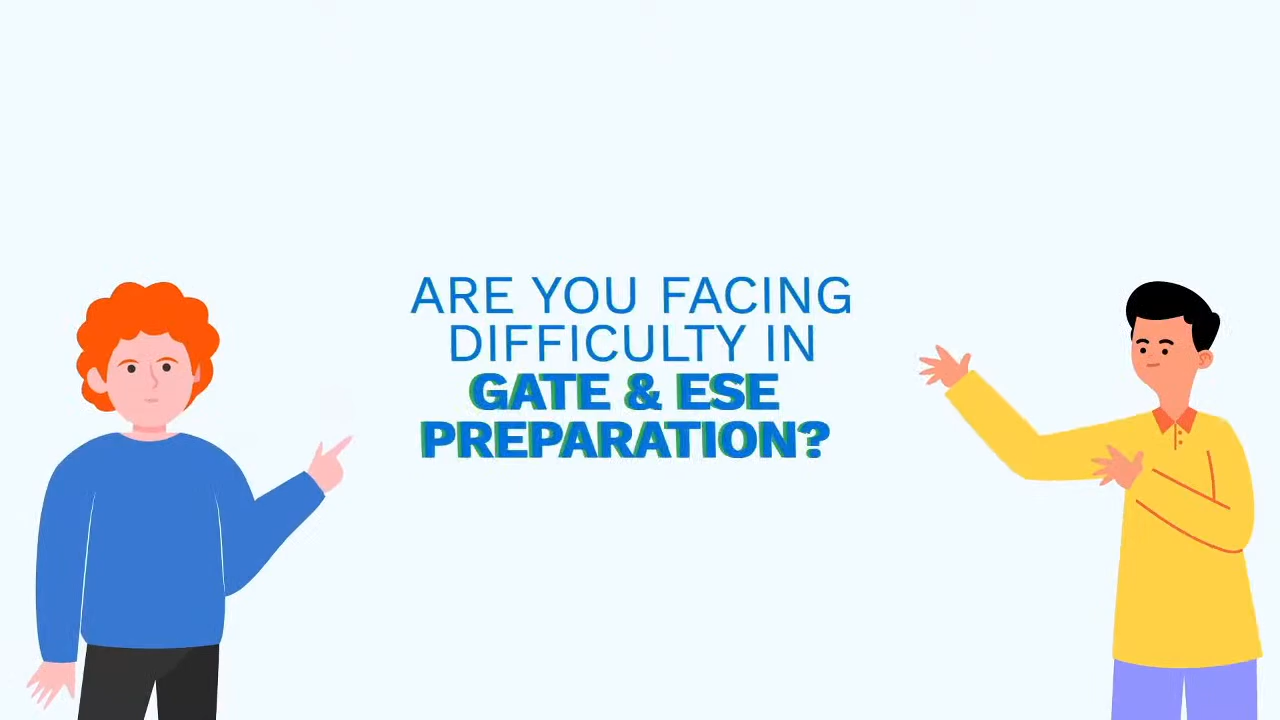 ARE YOU FACING
DIFFICULTY IN
GATE & ESE
PREPARATION?